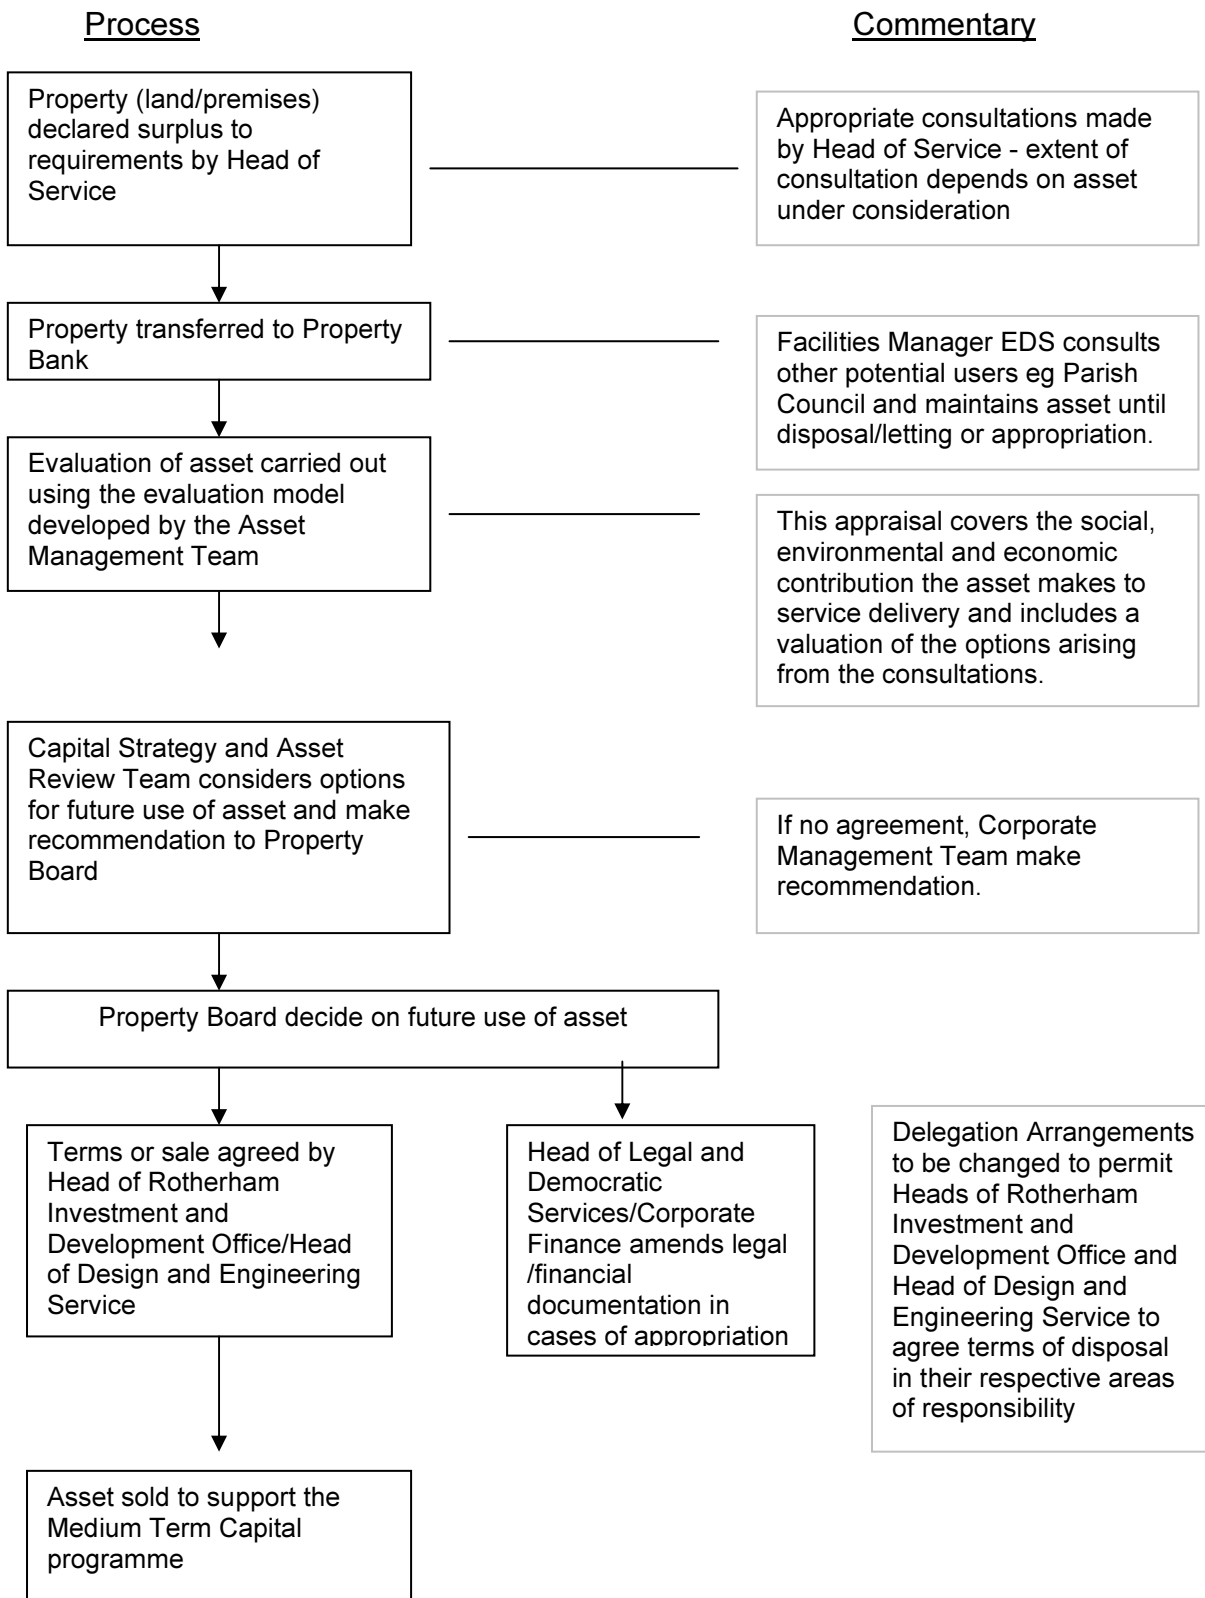 Process
Commentary
Property (land/premises)
declared surplus to
requirements by Head of
Service
Appropriate consultations made
by Head of Service - extent of
consultation depends on asset
under consideration
Property transferred to Property
Bank
Facilities Manager EDS consults
other potential users eg Parish
Council and maintains asset until
disposal/letting or appropriation.
Evaluation of asset carried out
using the evaluation model
developed by the Asset
Management Team
This appraisal covers the social,
environmental and economic
contribution the asset makes to
service delivery and includes a
valuation of the options arising
from the consultations.
Capital Strategy and Asset
Review Team considers options
for future use of asset and make
recommendation to Property
Board
If no agreement, Corporate
Management Team make
recommendation.
Property Board decide on future use of asset
Terms or sale agreed by
Head of Rotherham
Investment and
Development Office/Head
of Design and Engineering
Service
Head of Legal and
Democratic
Services/Corporate
Finance amends legal
/financial
documentation in
cases of appropriation
Delegation Arrangements
to be changed to permit
Heads of Rotherham
Investment and
Development Office and
Head of Design and
Engineering Service to
agree terms of disposal
in their respective areas
of responsibility
Asset sold to support the
Medium Term Capital
programme